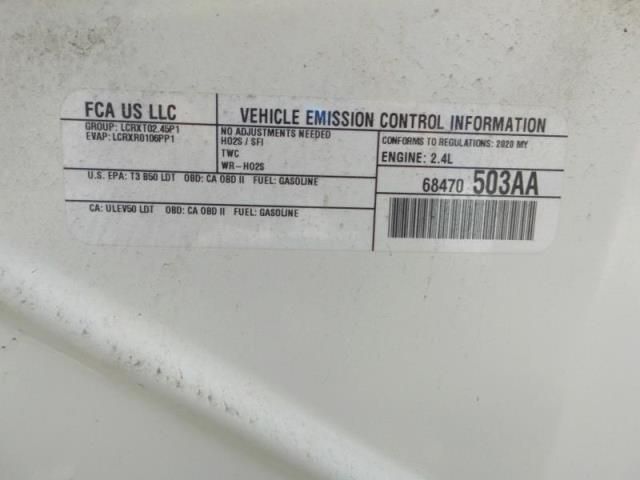 FCA US LLC
GROUP: LCRXT02.45P1
EVAP: LCRXR0106PP1
VEHICLE EMISSION CONTROL INFORMATION
NO ADJUSTMENTS NEEDED
HO2S / SFI
TWC
WR-HO2S
CONFORMS TO REGULATIONS: 2020 MY
ENGINE: 2.4L
U.S. EPA: T3 B50 LDT OBD: CA OBD II FUEL: GASOLINE
68470 503AA
CA: ULEV50 LDT OBD: CA OBD II FUEL: GASOLINE